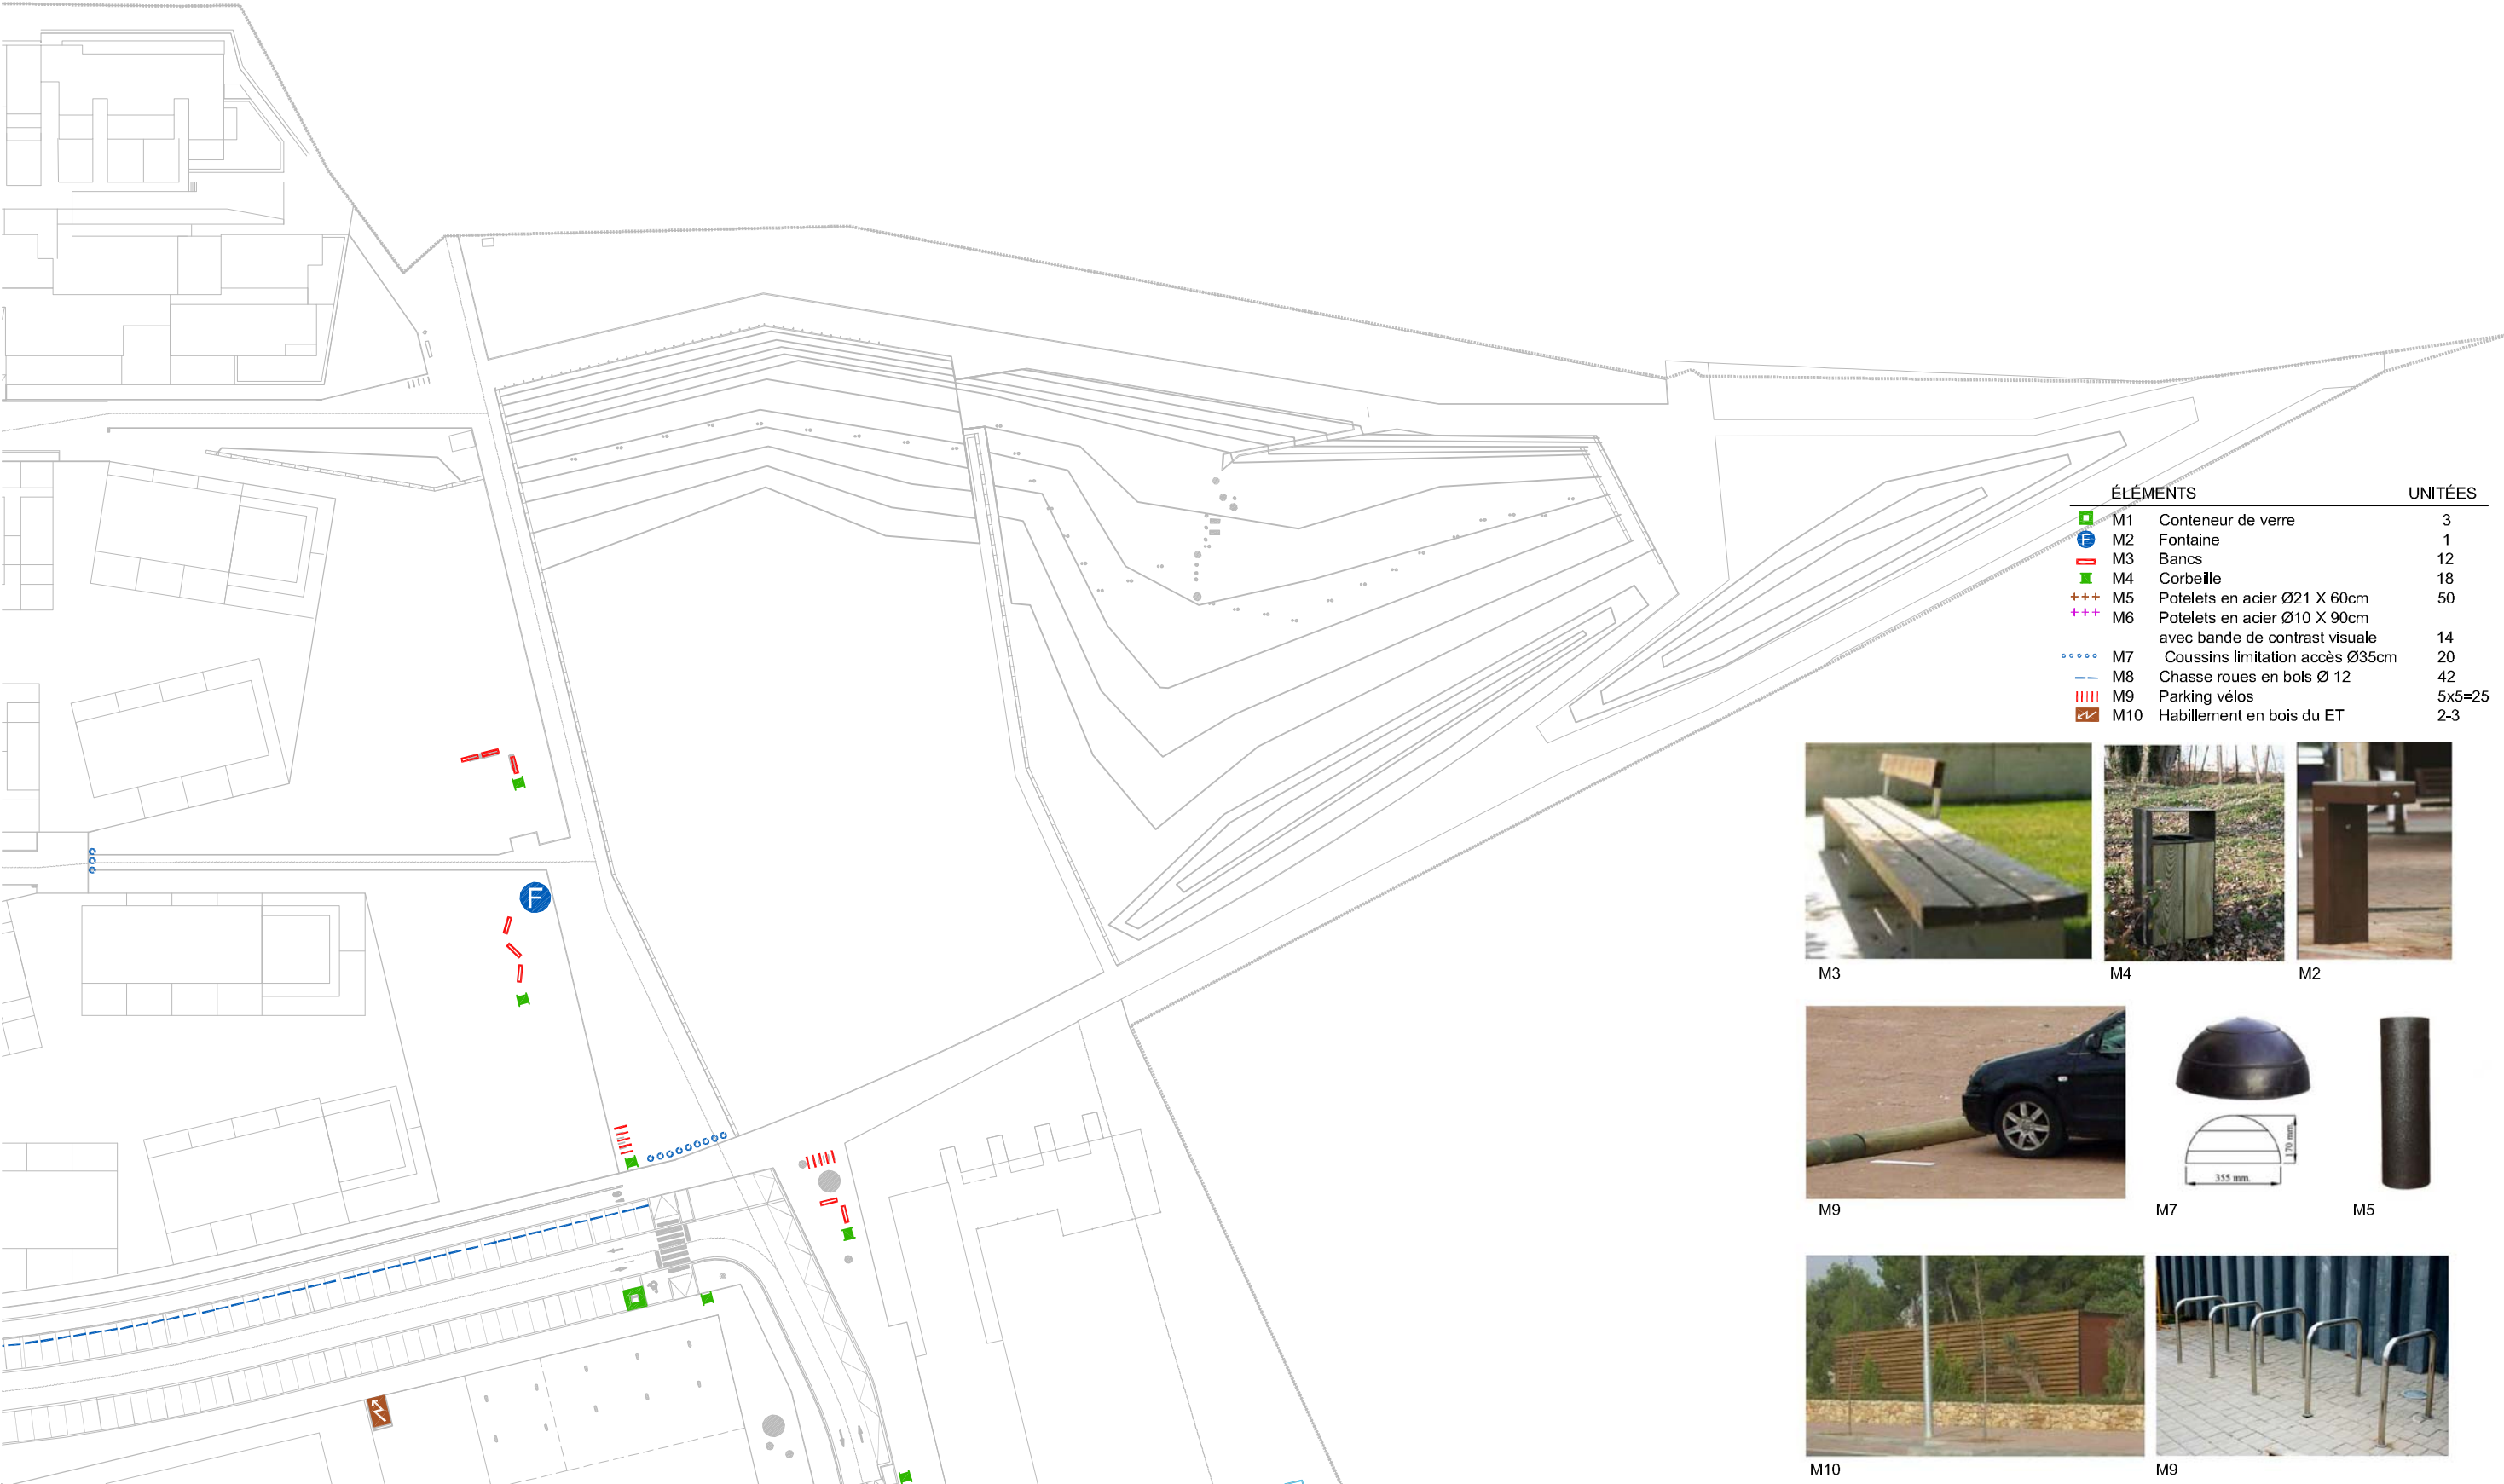 ÉLÉMENTS UNITÉES
M1 Conteneur de verre 3
F M2 Fontaine 1
M3 Bancs 12
M4 Corbeille 18
+++ M5 Potelets en acier Ø21 X 60cm 50
+++ M6 Potelets en acier Ø10 X 90cm
avec bande de contrast visuale 14
M7 Coussins limitation accès Ø35cm 20
M8 Chasse roues en bois Ø 12 42
M9 Parking vélos 5x5=25
M10 Habillement en bois du ET 2-3
F
M3 M4 M2
170 mm.
355 mm.
M9 M7 M5
M10 M9